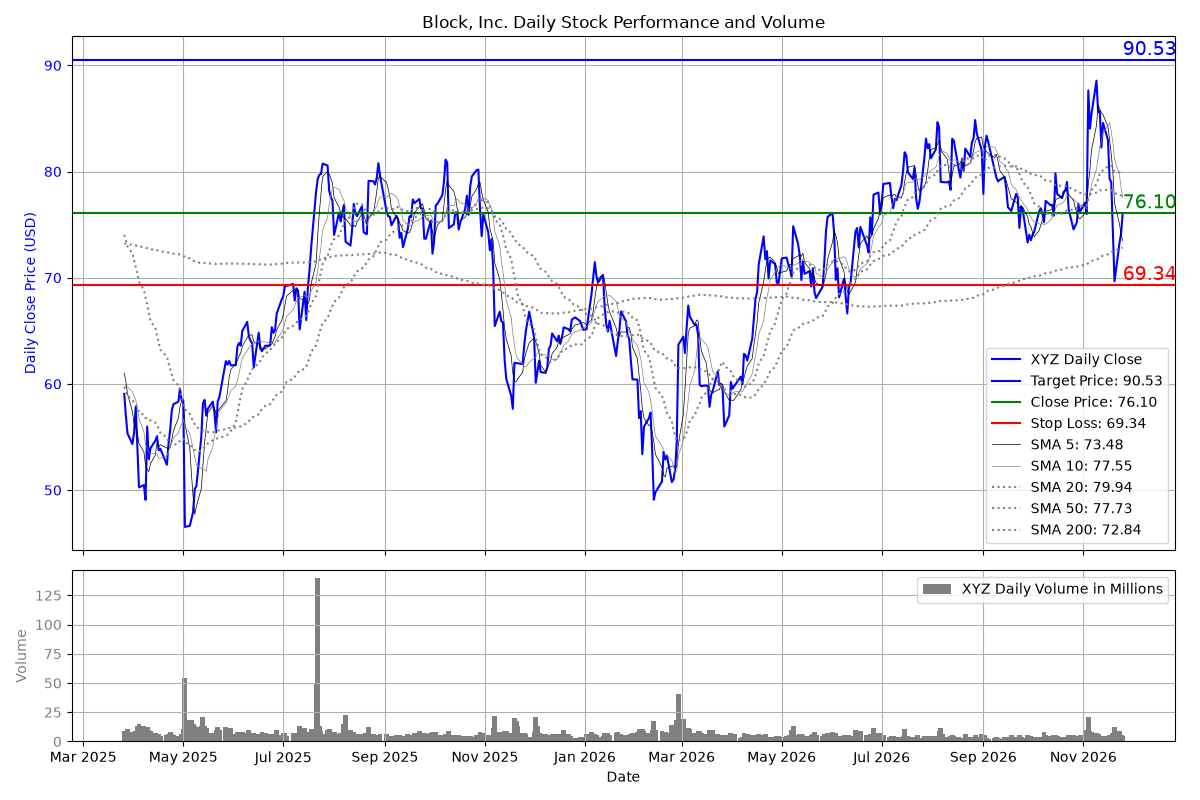 Block, Inc. Daily Stock Performance and Volume
90.53
76.10
69.34
Daily Close Price (USD)
90
80
70
60
50
XYZ Daily Close
Target Price: 90.53
Close Price: 76.10
Stop Loss: 69.34
SMA 5: 73.48
SMA 10: 77.55
SMA 20: 79.94
SMA 50: 77.73
SMA 200: 72.84
XYZ Daily Volume in Millions
Volume
125
100
75
50
25
0
Mar 2025 May 2025 Jul 2025 Sep 2025 Nov 2025 Jan 2026 Mar 2026 May 2026 Jul 2026 Sep 2026 Nov 2026
Date